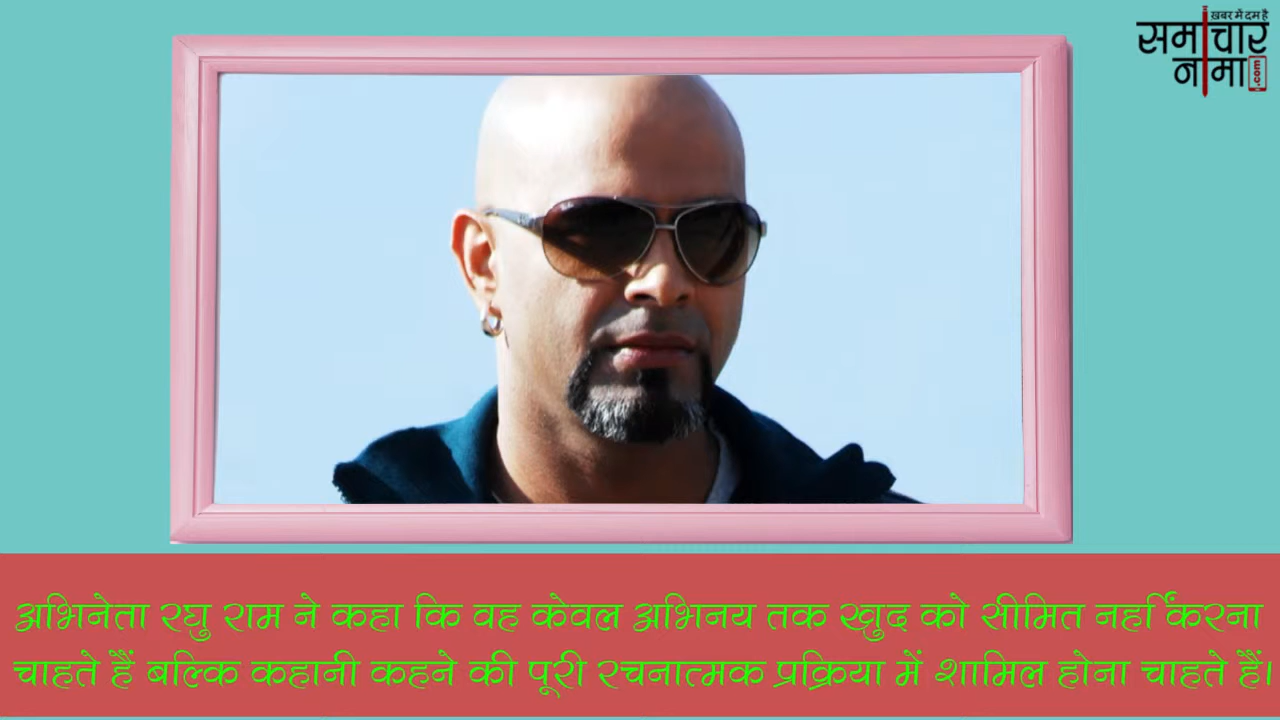 ख़बर में दम है
समाचार
नामा
.com
अभिनेता रघु राम ने कहा कि वह केवल अभिनय तक खुद को सीमित नहीं करना
चाहते हैं बल्कि कहानी कहने की पूरी रचनात्मक प्रक्रिया में शामिल होना चाहते हैं।